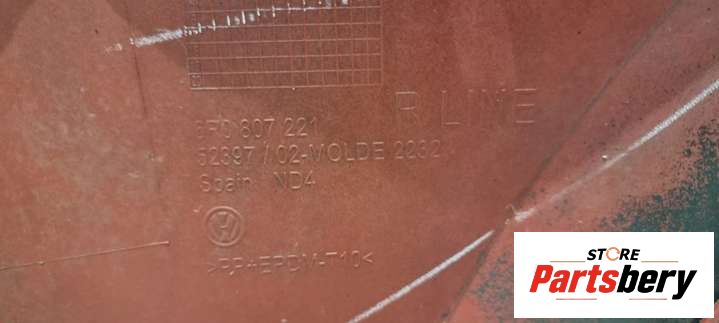 6R0 807 221
R LINE
52397 / 02-MOLDE 2232
Spain ND4
>PP+EPDM-T10<
STORE
Partsbery